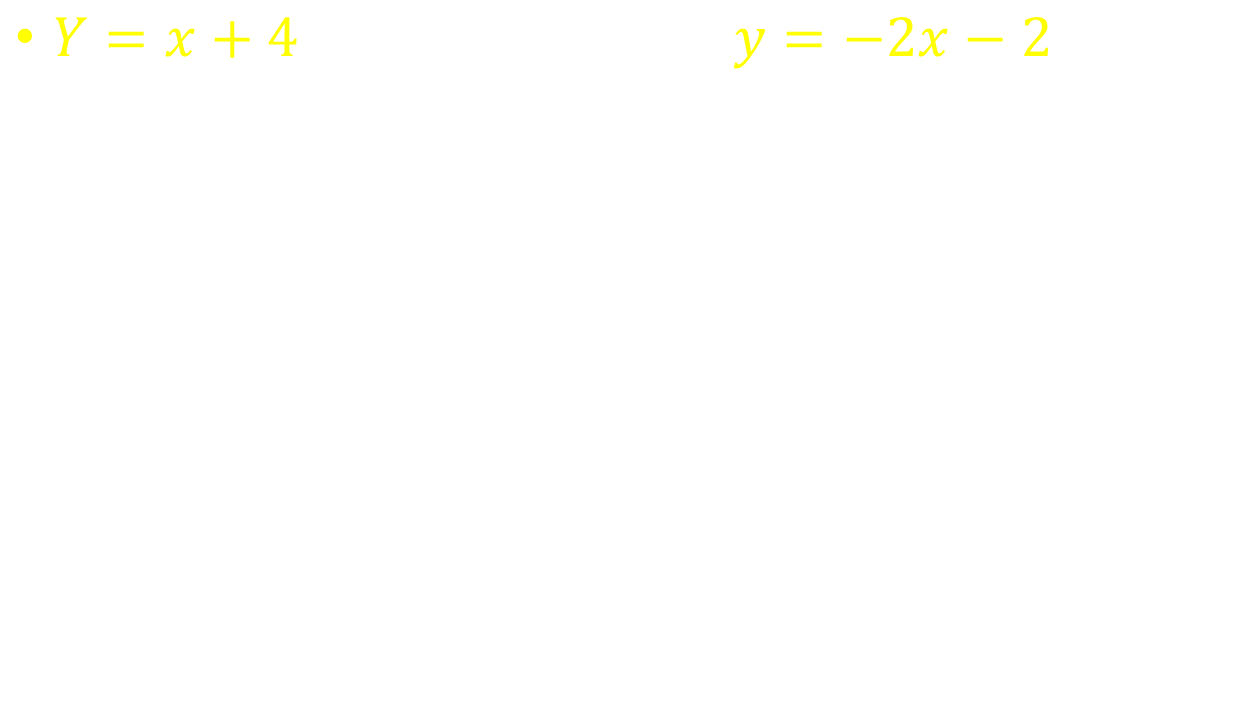 • Y = x + 4 y = −2x − 2